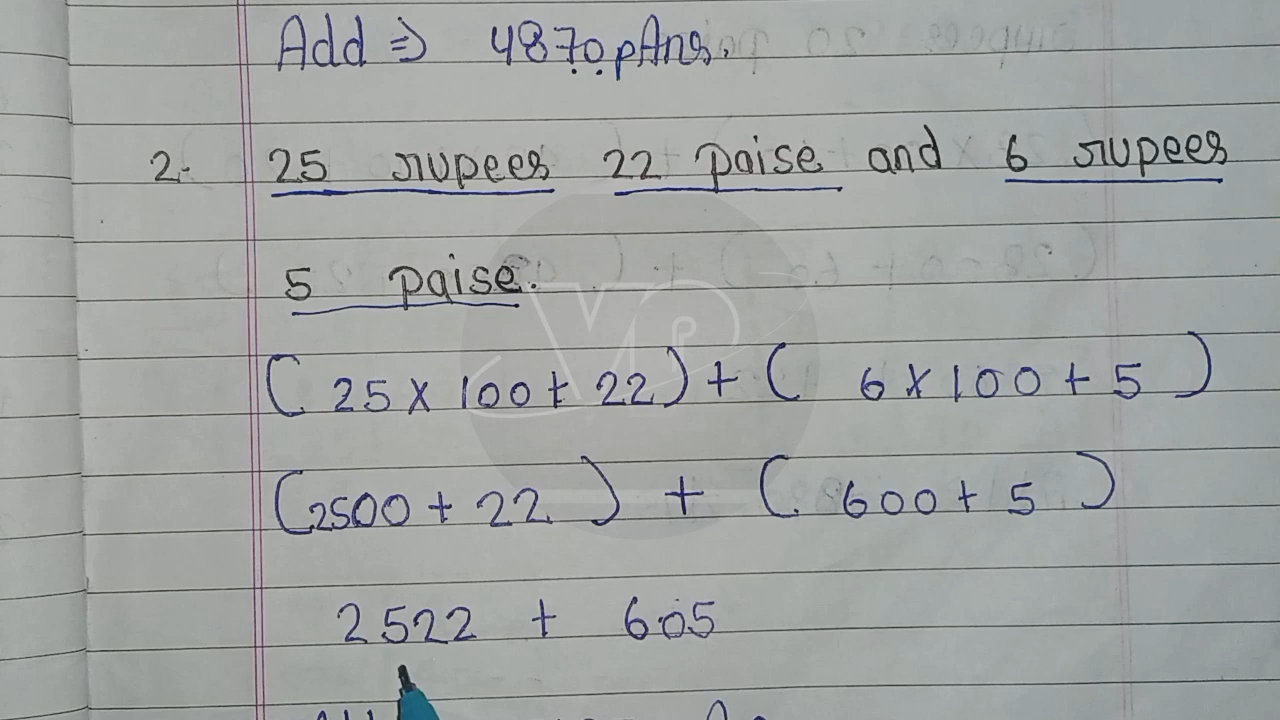 Add ⇒ 4870 p Ans.
2. 25 rupees 22 paise and 6 rupees
5 paise.
( 25 × 100 + 22 ) + ( 6 × 100 + 5 )
(2500 + 22 ) + ( 600 + 5 )
2522 + 605